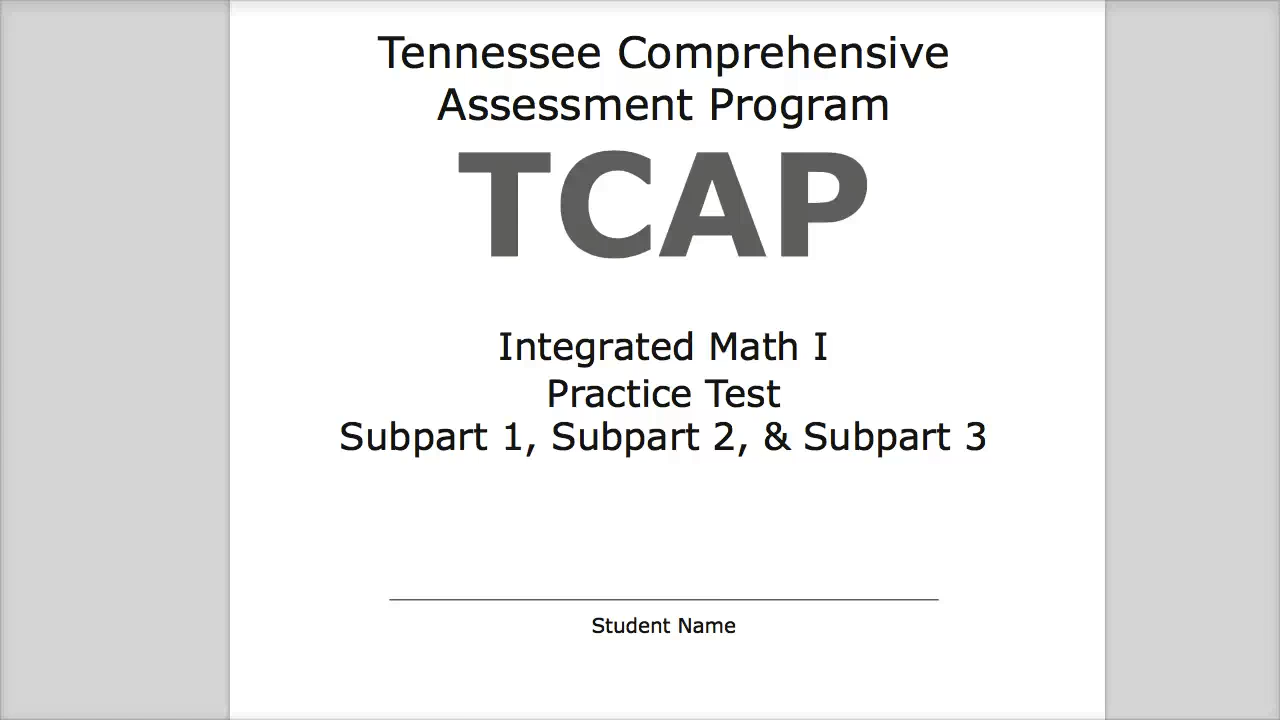 Tennessee Comprehensive
Assessment Program
TCAP
Integrated Math I
Practice Test
Subpart 1, Subpart 2, & Subpart 3
Student Name